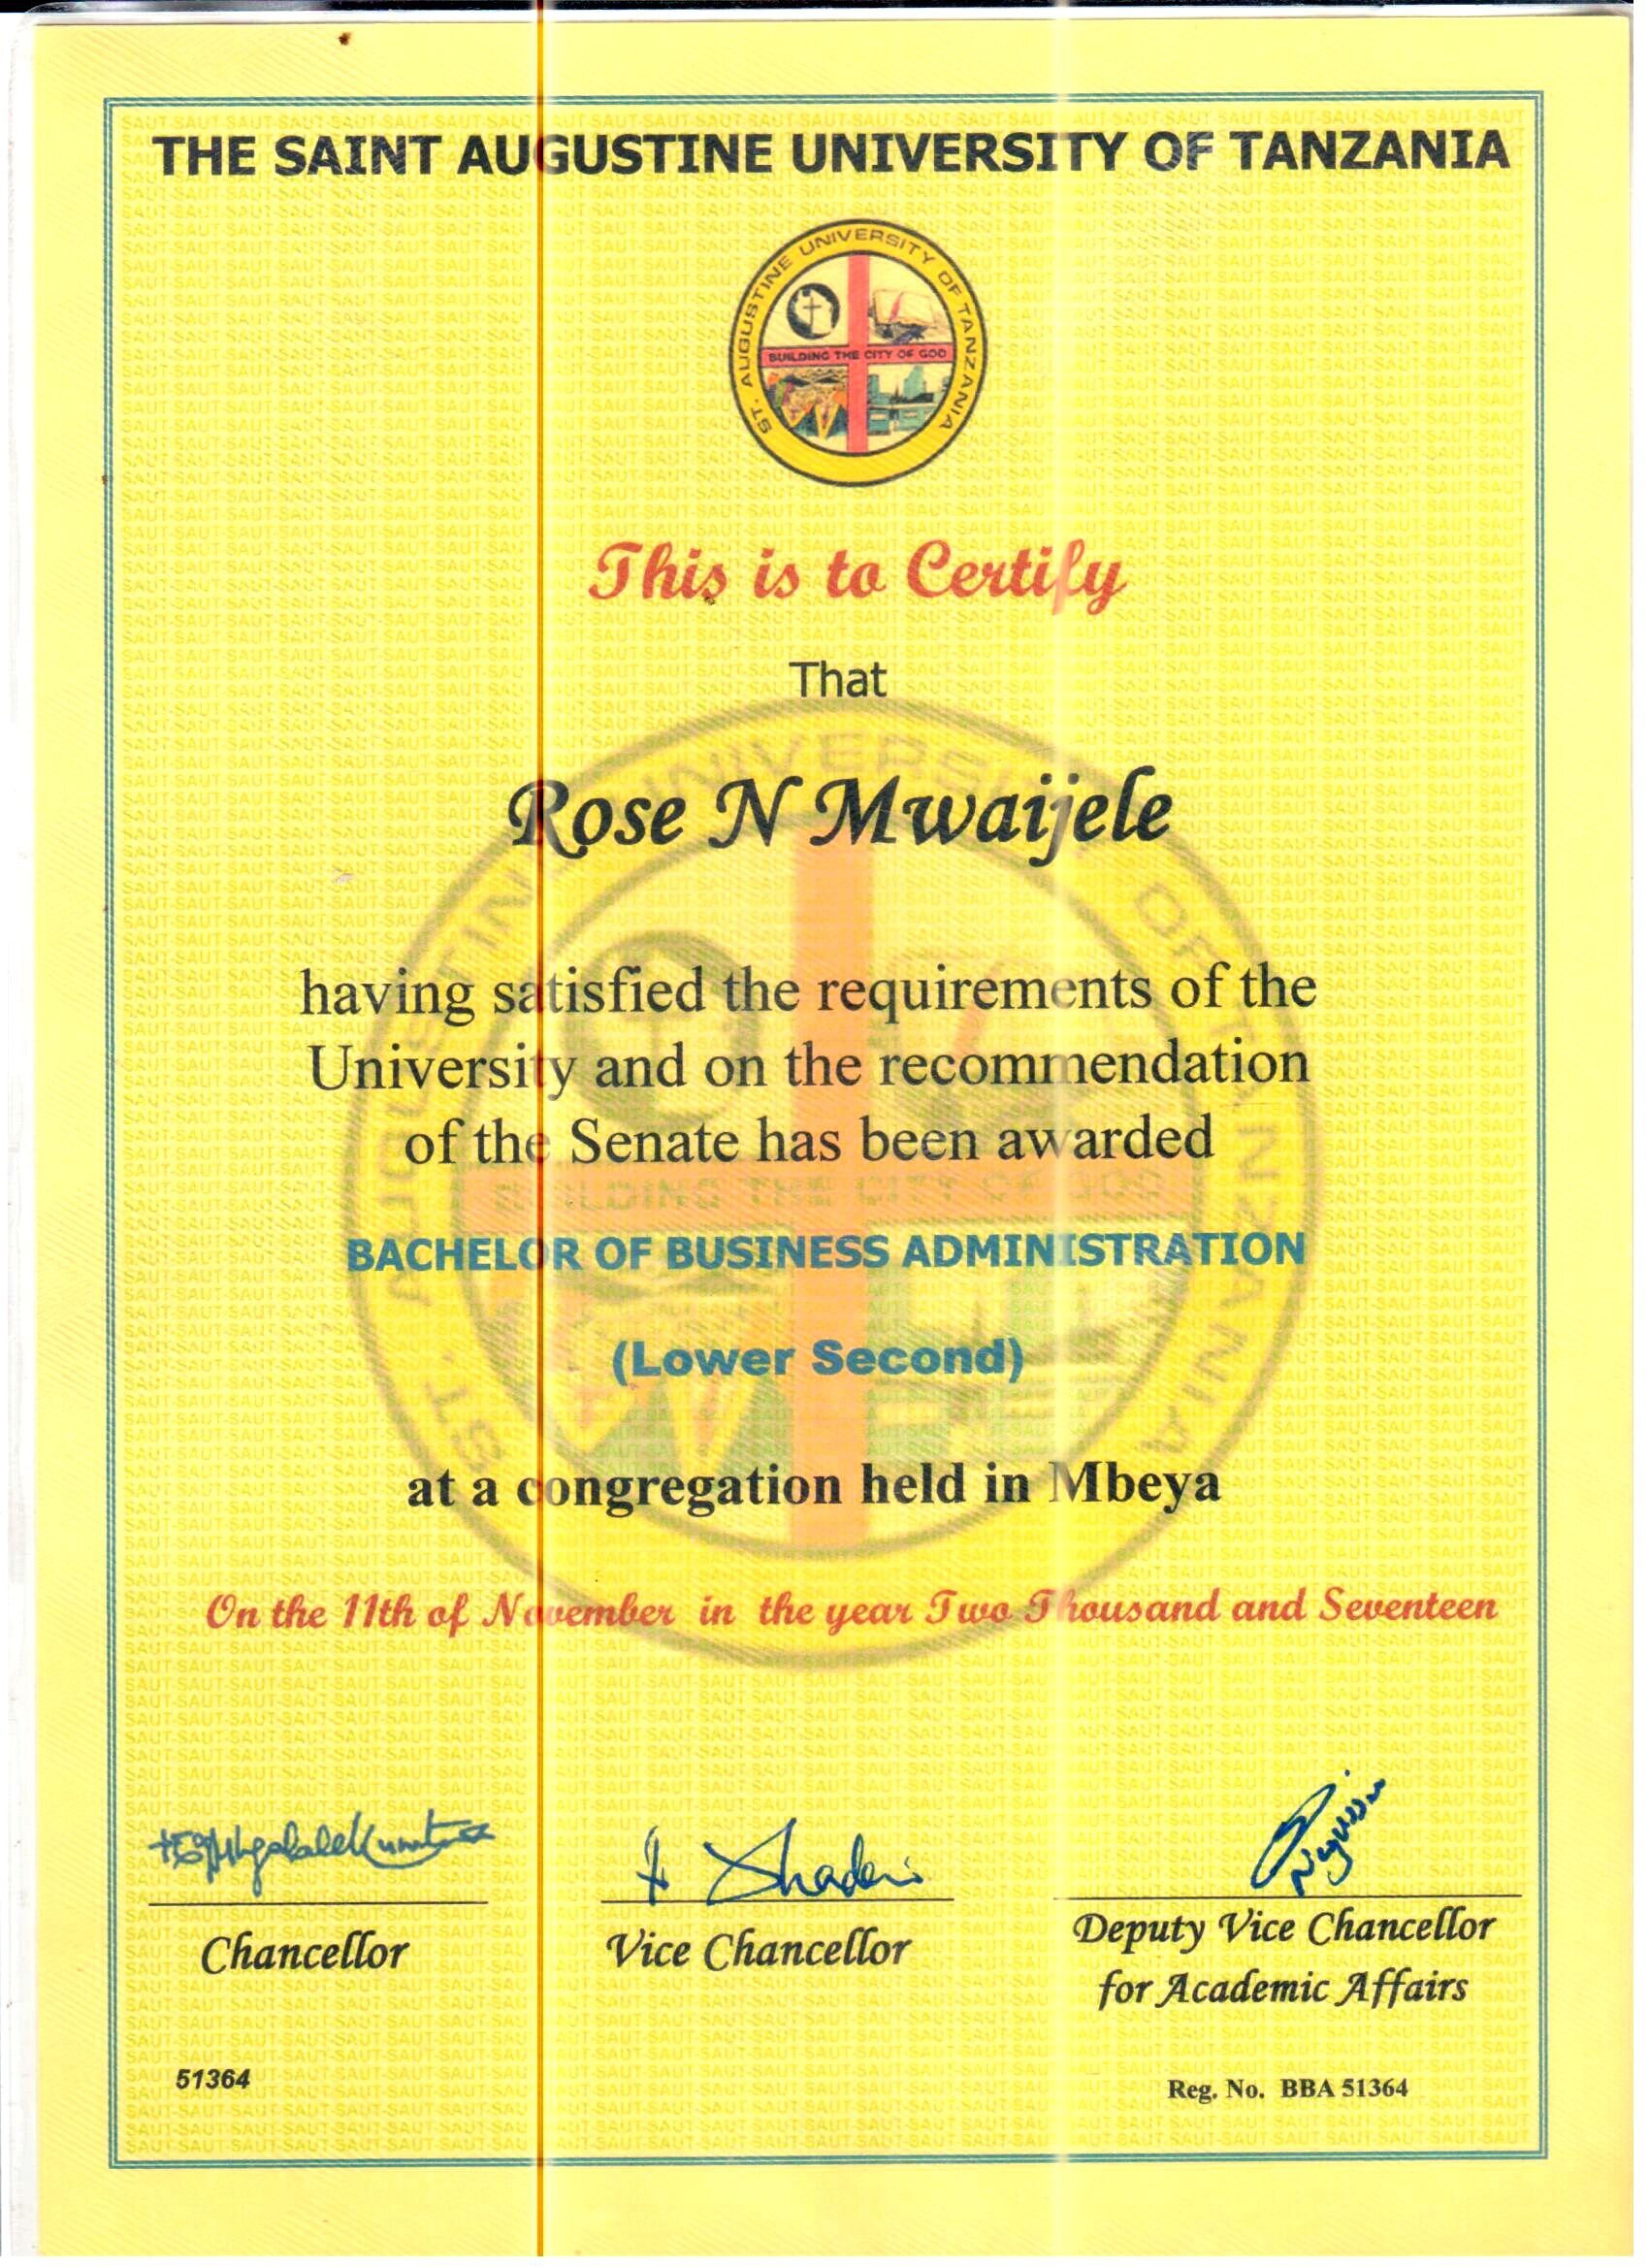 THE SAINT AUGUSTINE UNIVERSITY OF TANZANIA
ST. AUGUSTINE UNIVERSITY OF TANZANIA
BUILDING THE CITY OF GOD
This is to Certify
That
Rose N Mwaijele
having satisfied the requirements of the
University and on the recommendation
of the Senate has been awarded
BACHELOR OF BUSINESS ADMINISTRATION
(Lower Second)
at a congregation held in Mbeya
On the 11th of November in the year Two Thousand and Seventeen
Chancellor
Vice Chancellor
Deputy Vice Chancellor
for Academic Affairs
51364
Reg. No. BBA 51364